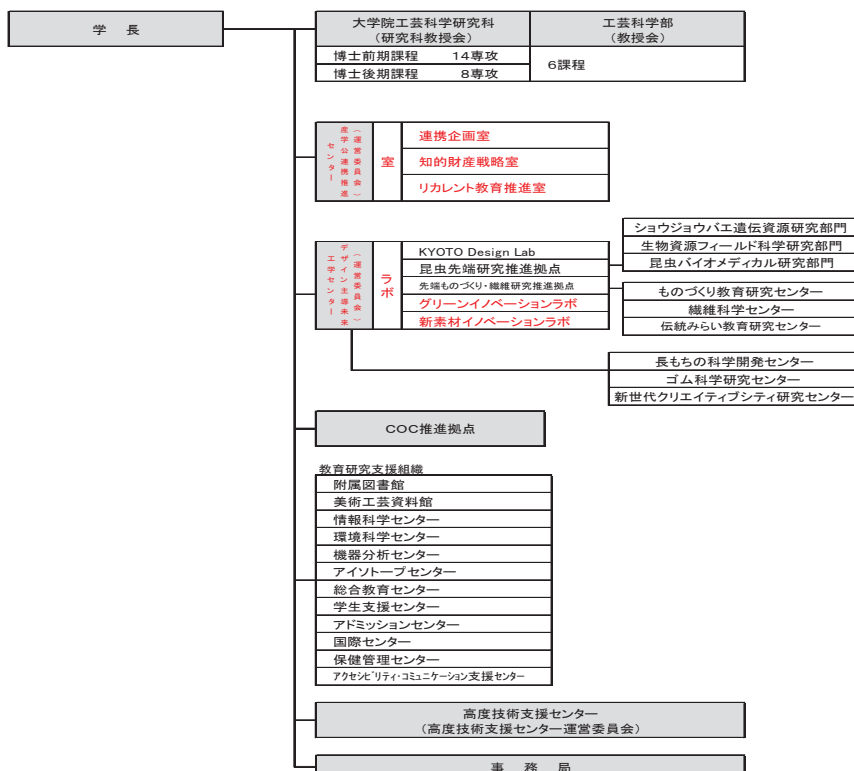 学 長
大学院工芸科学研究科
(研究科教授会)
工芸科学部
(教授会)
博士前期課程 14専攻
博士後期課程 8専攻
6課程
産学公連携推進センター
(運営委員会)
室
連携企画室
知的財産戦略室
リカレント教育推進室
デザイン主導未来工学センター
(運営委員会)
ラボ
KYOTO Design Lab
昆虫先端研究推進拠点
先端ものづくり・繊維研究推進拠点
グリーンイノベーションラボ
新素材イノベーションラボ
ショウジョウバエ遺伝資源研究部門
生物資源フィールド科学研究部門
昆虫バイオメディカル研究部門
ものづくり教育研究センター
繊維科学センター
伝統みらい教育研究センター
長もちの科学開発センター
ゴム科学研究センター
新世代クリエイティブシティ研究センター
COC推進拠点
教育研究支援組織
附属図書館
美術工芸資料館
情報科学センター
環境科学センター
機器分析センター
アイソトープセンター
総合教育センター
学生支援センター
アドミッションセンター
国際センター
保健管理センター
アクセシビリティ・コミュニケーション支援センター
高度技術支援センター
(高度技術支援センター運営委員会)
事 務 局